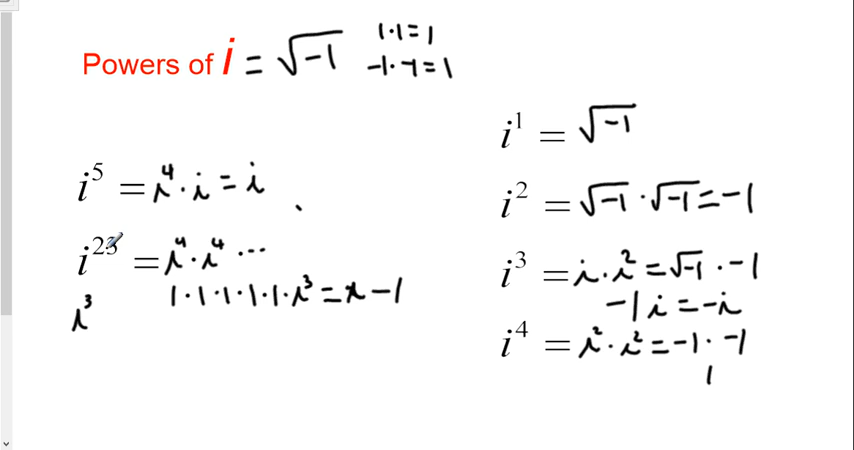 Powers of i = √-1 1·1=1
-1·-1=1
i¹ = √-1
i⁵ = i⁴·i = i
i² = √-1·√-1 = -1
i²³ = i⁴·i⁴ ...
i³ = i·i² = √-1·-1
1·1·1·1·1·i³ = x -1
-1i = -i
i³
i⁴ = i²·i² = -1·-1
1